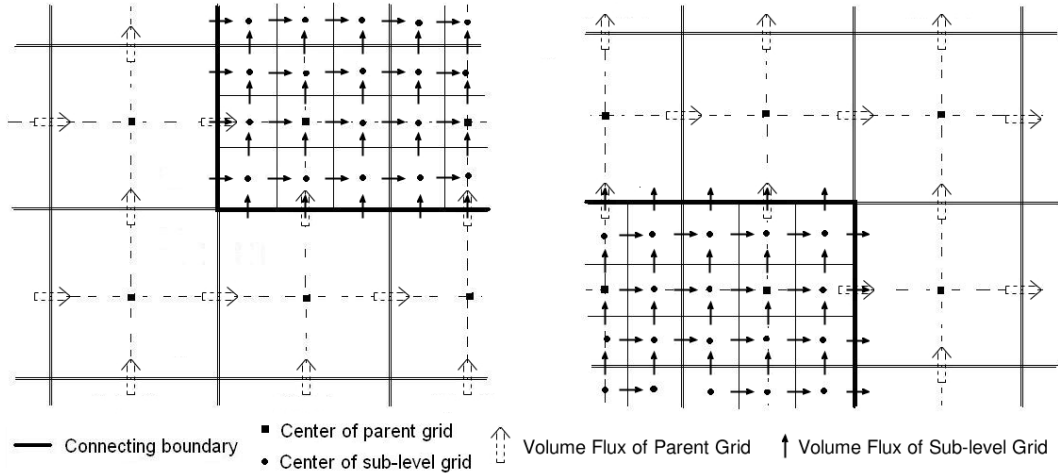 Connecting boundary
Center of parent grid
Center of sub-level grid
Volume Flux of Parent Grid
Volume Flux of Sub-level Grid